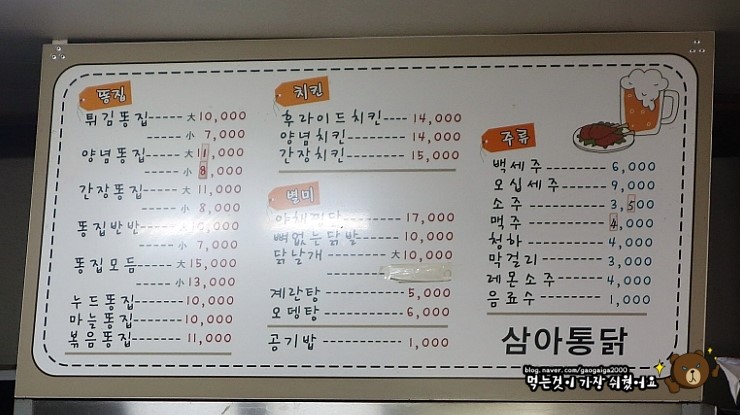 똥집
튀김똥집-----大10,000
-----小 7,000
양념똥집-----大11,000
-----小 8,000
간장똥집-----大 11,000
-----小 8,000
똥집반반-----大10,000
-----小 7,000
똥집모듬-----大15,000
-----小13,000
누드똥집--------10,000
마늘똥집--------10,000
볶음똥집--------11,000
치킨
후라이드치킨---- 14,000
양념치킨-------- 14,000
간장치킨-------- 15,000
별미
17,000
뼈없는닭발------ 10,000
닭날개--------大10,000
계란탕---------- 5,000
오뎅탕---------- 6,000
공기밥---------- 1,000
주류
백세주-------- 6,000
오십세주------ 9,000
소주---------- 3,500
맥주---------- 4,000
청하---------- 4,000
막걸리-------- 3,000
레몬소주------ 4,000
음료수-------- 1,000
삼아통닭
blog.naver.com/gaogaiga2000
먹는것이 가장 쉬웠어요